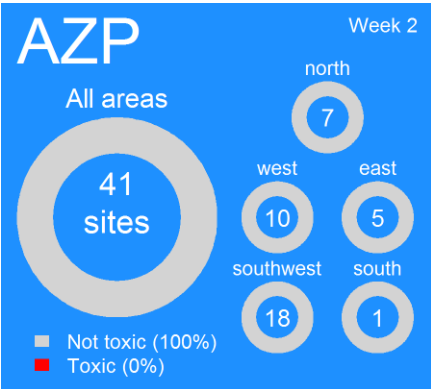 AZP
Week 2
All areas
41
sites
north
7
west
10
east
5
southwest
18
south
1
Not toxic (100%)
Toxic (0%)